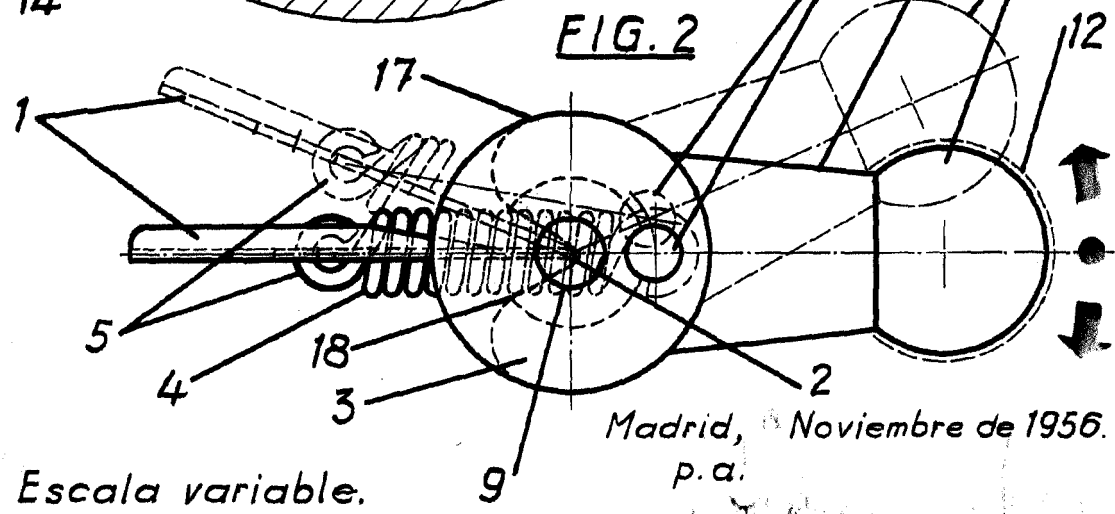 14
FIG. 2
12
17
1
5
18
4
3
2
9
Madrid, Noviembre de 1956.
p.a.
Escala variable.